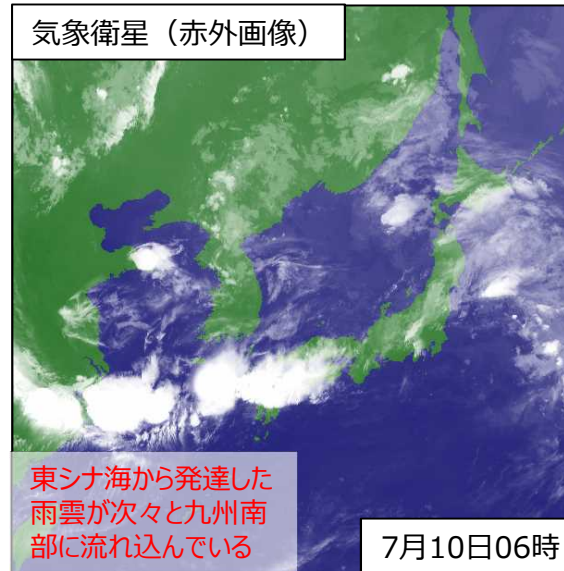 気象衛星（赤外画像）
東シナ海から発達した
雨雲が次々と九州南
部に流れ込んでいる
7月10日06時